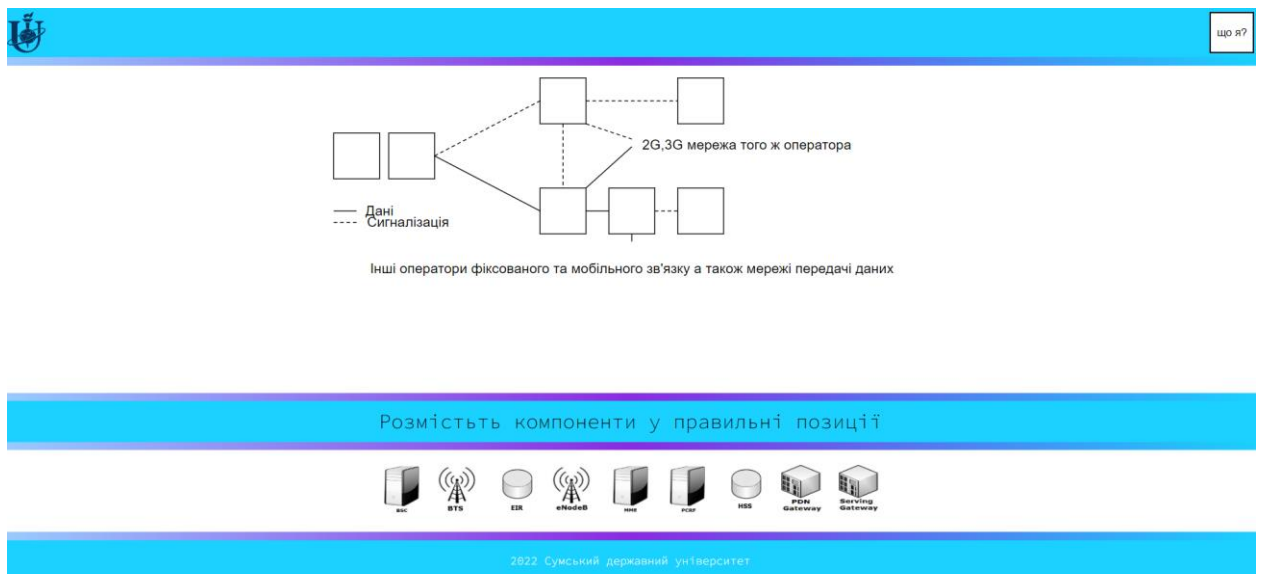 що я?
2G,3G мережа того ж оператора
Дані
Сигналізація
Інші оператори фіксованого та мобільного зв'язку а також мережі передачі даних
Розмістьть компоненти у правильні позиції
BSC
BTS
EIR
eNodeB
MME
PCRF
HSS
PDN Gateway
Serving Gateway
2022 Сумський державний університет